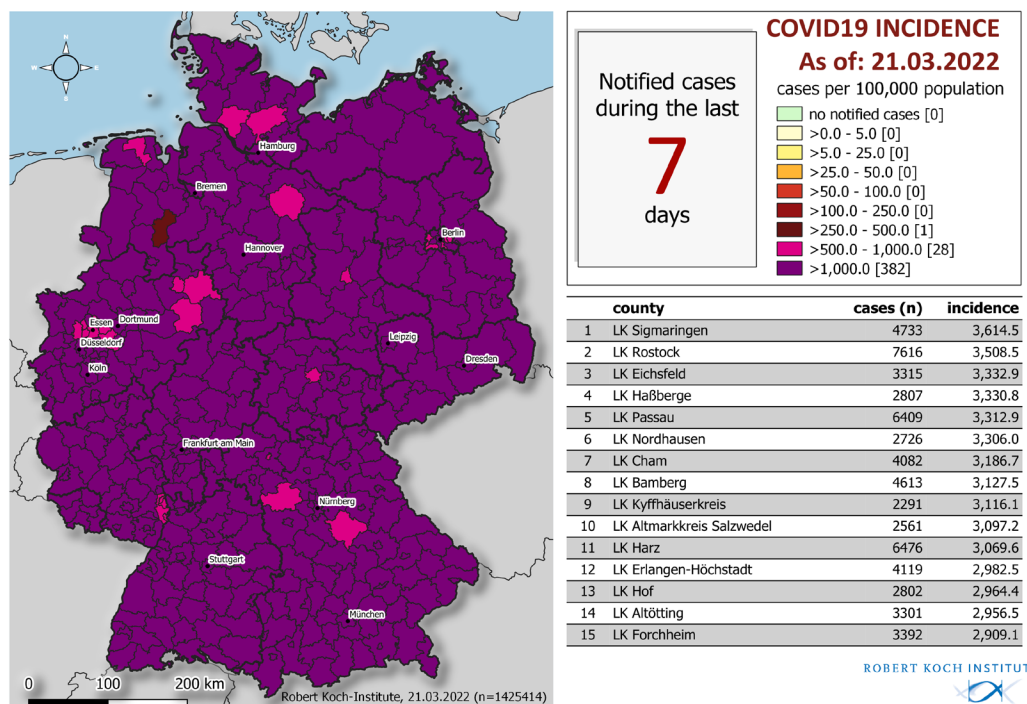 N
W E
S
Hamburg
Bremen
Berlin
Hannover
Essen
Dortmund
Düsseldorf
Leipzig
Köln
Dresden
Frankfurt am Main
Nürnberg
Stuttgart
München
0 100 200 km
Robert Koch-Institute, 21.03.2022 (n=1425414)
Notified cases
during the last
7
days
COVID19 INCIDENCE
As of: 21.03.2022
cases per 100,000 population
no notified cases [0]
>0.0 - 5.0 [0]
>5.0 - 25.0 [0]
>25.0 - 50.0 [0]
>50.0 - 100.0 [0]
>100.0 - 250.0 [0]
>250.0 - 500.0 [1]
>500.0 - 1,000.0 [28]
>1,000.0 [382]
county cases (n) incidence
1 LK Sigmaringen 4733 3,614.5
2 LK Rostock 7616 3,508.5
3 LK Eichsfeld 3315 3,332.9
4 LK Haßberge 2807 3,330.8
5 LK Passau 6409 3,312.9
6 LK Nordhausen 2726 3,306.0
7 LK Cham 4082 3,186.7
8 LK Bamberg 4613 3,127.5
9 LK Kyffhäuserkreis 2291 3,116.1
10 LK Altmarkkreis Salzwedel 2561 3,097.2
11 LK Harz 6476 3,069.6
12 LK Erlangen-Höchstadt 4119 2,982.5
13 LK Hof 2802 2,964.4
14 LK Altötting 3301 2,956.5
15 LK Forchheim 3392 2,909.1
ROBERT KOCH INSTITUT